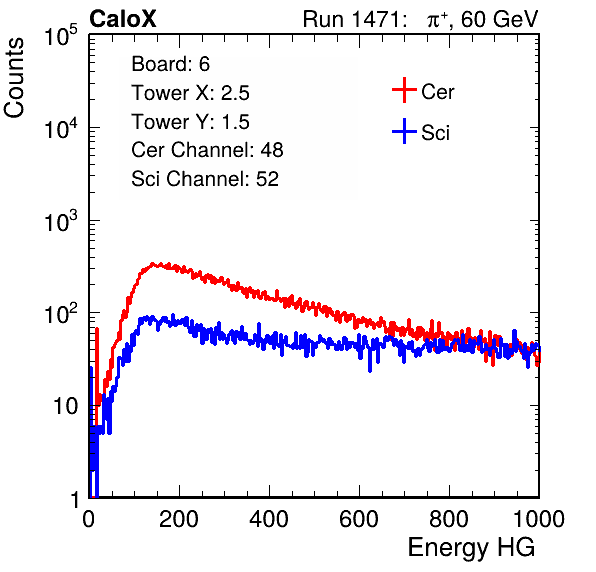 CaloX Run 1471: π⁺, 60 GeV
Counts
10⁵
10⁴
10³
10²
10
1
Board: 6
Tower X: 2.5
Tower Y: 1.5
Cer Channel: 48
Sci Channel: 52
Cer
Sci
0 200 400 600 800 1000
Energy HG